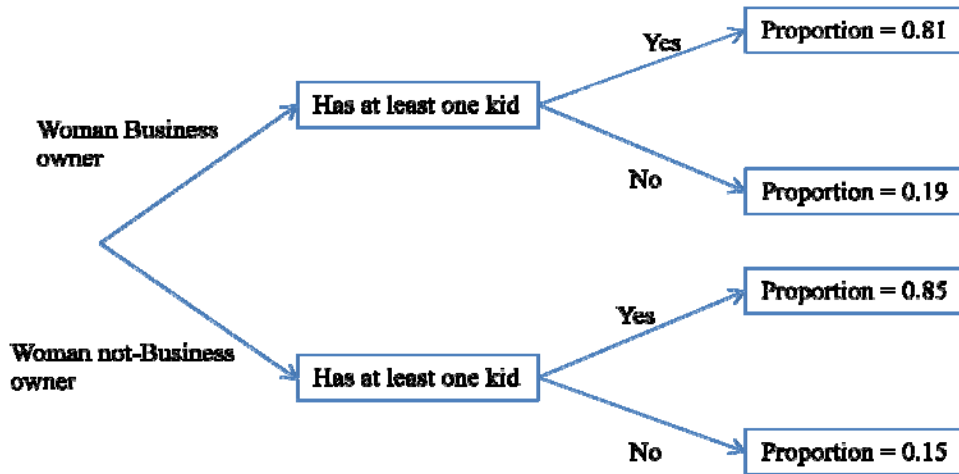 Proportion = 0.81
Yes
Has at least one kid
Woman Business
owner
No
Proportion = 0.19
Proportion = 0.85
Yes
Woman not-Business
owner
Has at least one kid
No
Proportion = 0.15